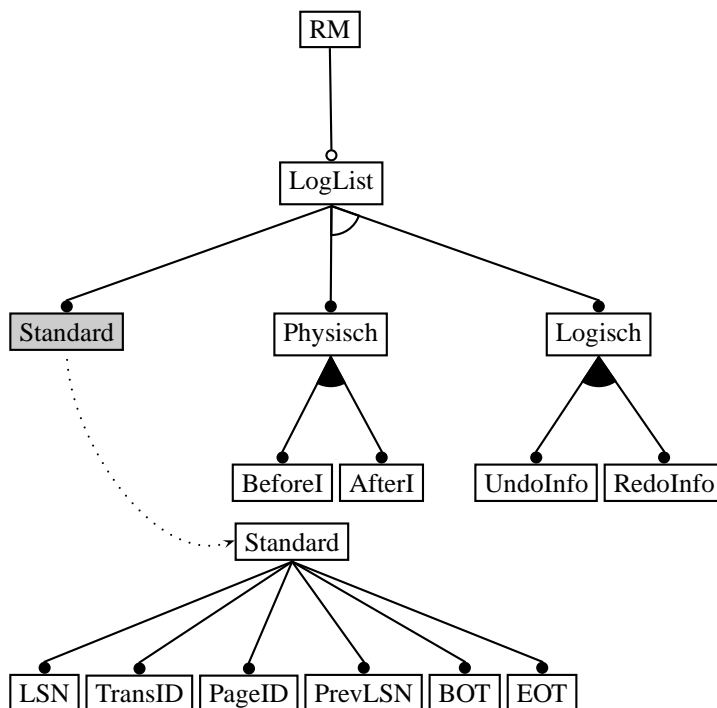 RM
LogList
Standard Physisch Logisch
BeforeI AfterI UndoInfo RedoInfo
Standard
LSN TransID PageID PrevLSN BOT EOT